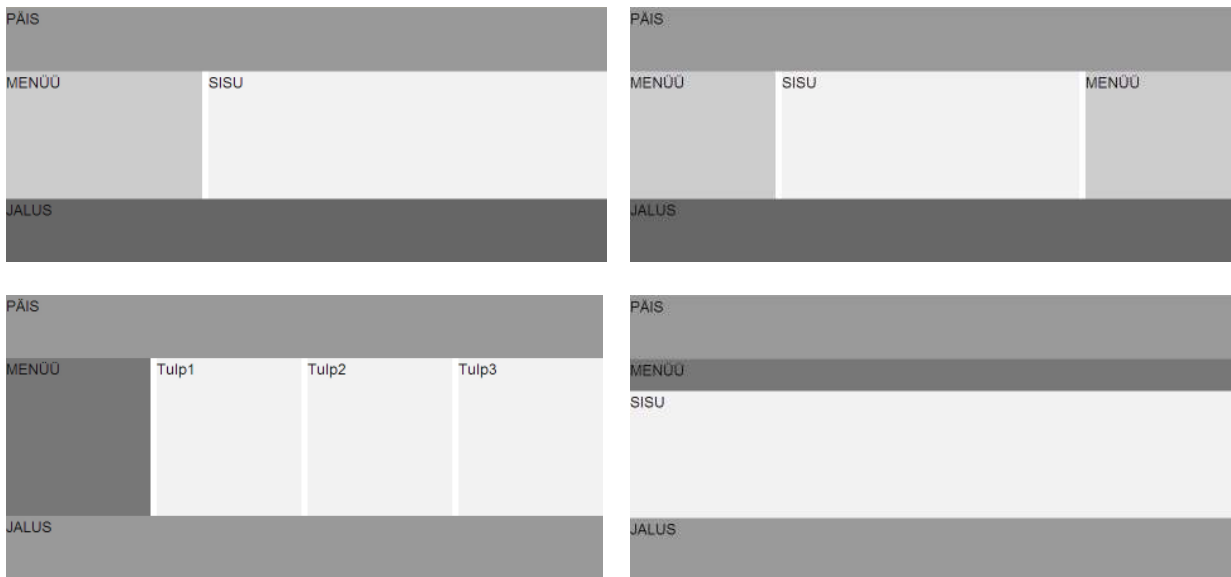 PÄIS
MENÜÜ
SISU
JALUS
PÄIS
MENÜÜ
SISU
MENÜÜ
JALUS
PÄIS
MENÜÜ
Tulp1
Tulp2
Tulp3
JALUS
PÄIS
MENÜÜ
SISU
JALUS